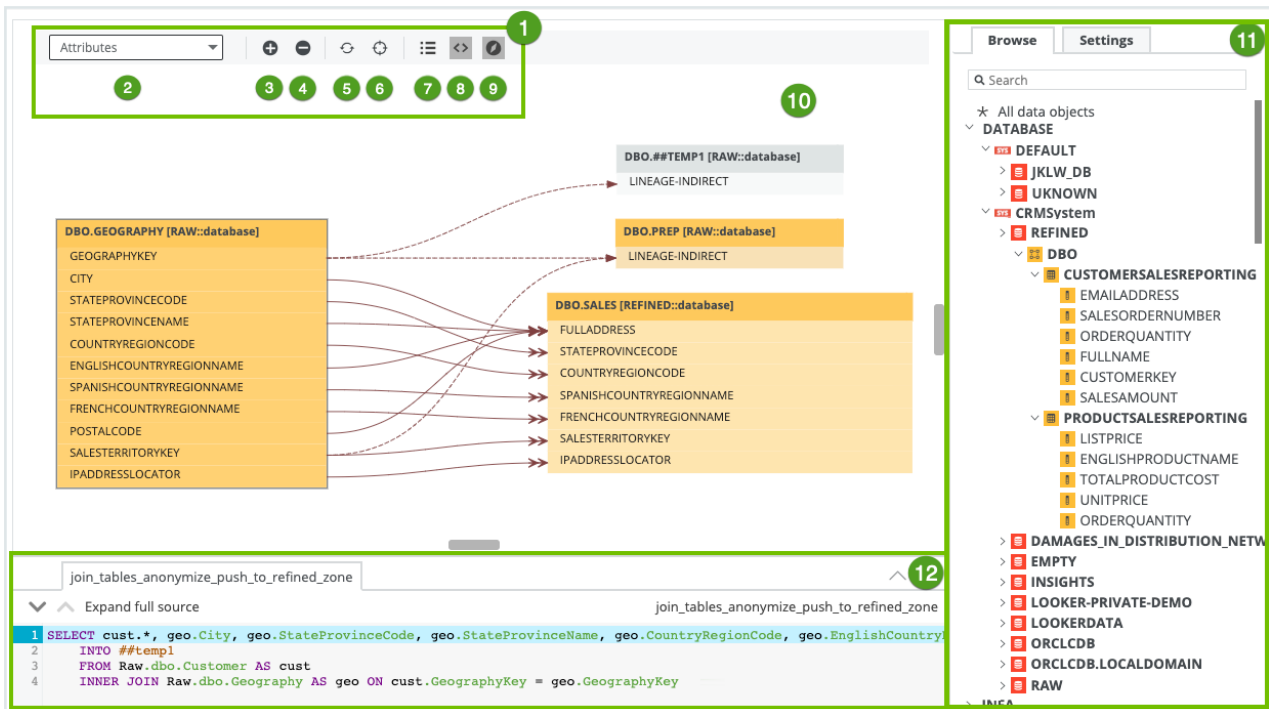 1
Attributes
2
3
4
5
6
7
8
9
10
DBO.##TEMP1 [RAW::database]
LINEAGE-INDIRECT
DBO.GEOGRAPHY [RAW::database]
GEOGRAPHYKEY
CITY
STATEPROVINCECODE
STATEPROVINCENAME
COUNTRYREGIONCODE
ENGLISHCOUNTRYREGIONNAME
SPANISHCOUNTRYREGIONNAME
FRENCHCOUNTRYREGIONNAME
POSTALCODE
SALESTERRITORYKEY
IPADDRESSLOCATOR
DBO.PREP [RAW::database]
LINEAGE-INDIRECT
DBO.SALES [REFINED::database]
FULLADDRESS
STATEPROVINCECODE
COUNTRYREGIONCODE
SPANISHCOUNTRYREGIONNAME
FRENCHCOUNTRYREGIONNAME
SALESTERRITORYKEY
IPADDRESSLOCATOR
Browse
Settings
11
Search
All data objects
DATABASE
SYS DEFAULT
JKLW_DB
UKNOWN
SYS CRMSystem
REFINED
DBO
CUSTOMERSALESREPORTING
EMAILADDRESS
SALESORDERNUMBER
ORDERQUANTITY
FULLNAME
CUSTOMERKEY
SALESAMOUNT
PRODUCTSALESREPORTING
LISTPRICE
ENGLISHPRODUCTNAME
TOTALPRODUCTCOST
UNITPRICE
ORDERQUANTITY
DAMAGES_IN_DISTRIBUTION_NETW
EMPTY
INSIGHTS
LOOKER-PRIVATE-DEMO
LOOKERDATA
ORCLCDB
ORCLCDB.LOCALDOMAIN
RAW
INFA
join_tables_anonymize_push_to_refined_zone
12
Expand full source
join_tables_anonymize_push_to_refined_zone
1 SELECT cust.*, geo.City, geo.StateProvinceCode, geo.StateProvinceName, geo.CountryRegionCode, geo.EnglishCountry
2 INTO ##temp1
3 FROM Raw.dbo.Customer AS cust
4 INNER JOIN Raw.dbo.Geography AS geo ON cust.GeographyKey = geo.GeographyKey